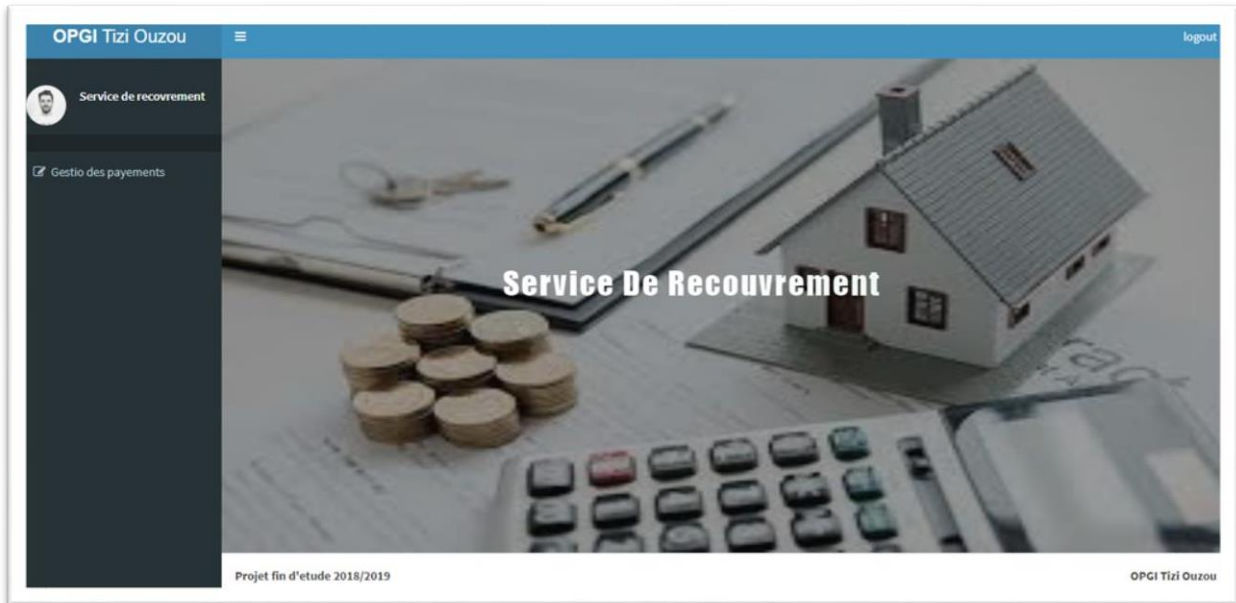 OPGI Tizi Ouzou
logout
Service de recovrement
Gestio des payements
Service De Recouvrement
Projet fin d'etude 2018/2019
OPGI Tizi Ouzou